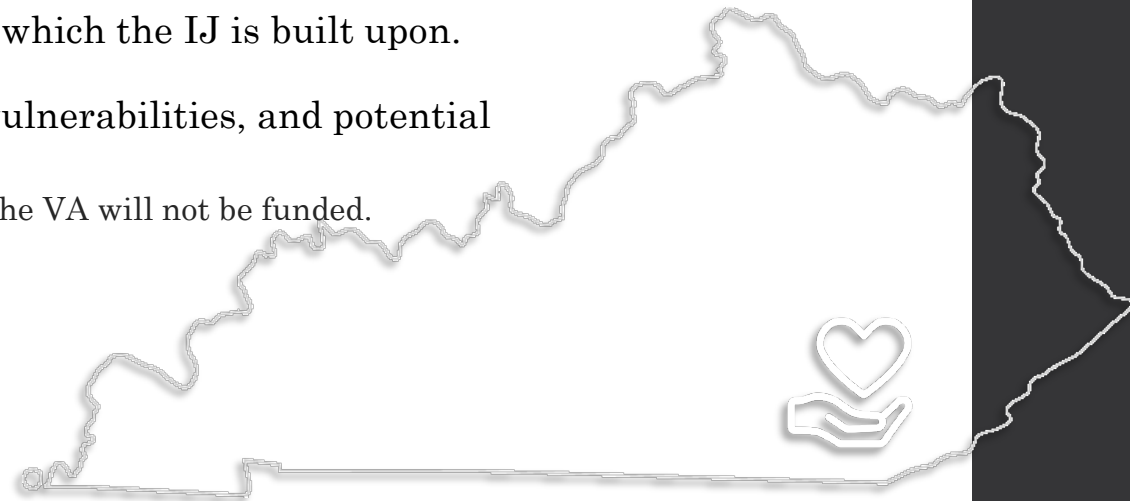 which the IJ is built upon.
ulnerabilities, and potential
he VA will not be funded.